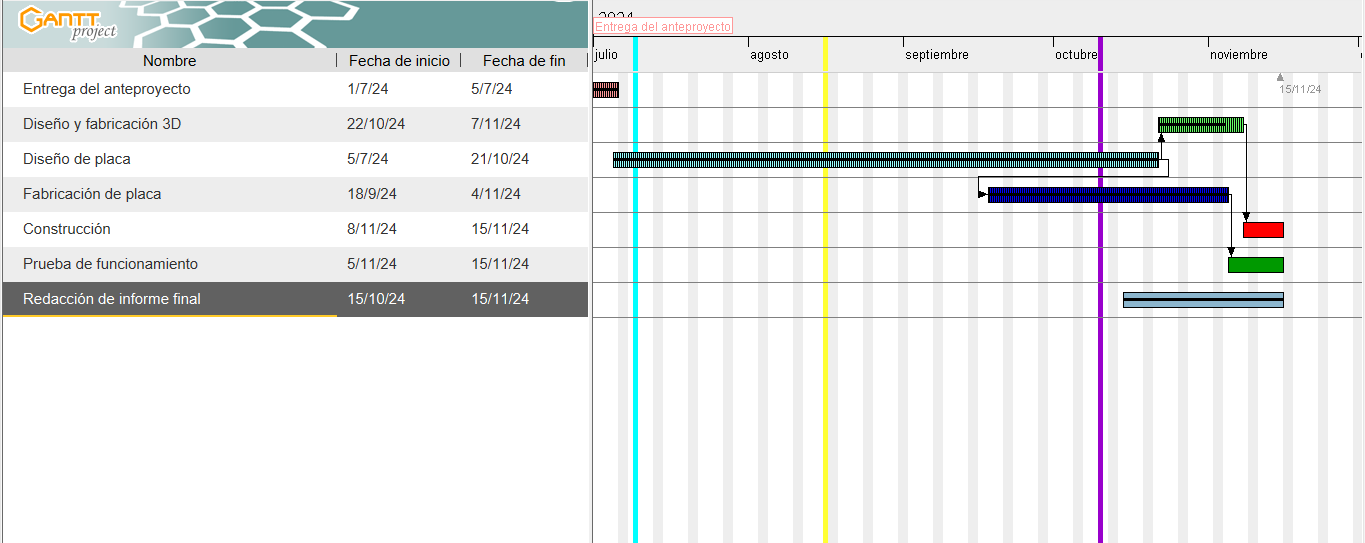 GANTT
project
2024
Entrega del anteproyecto
Nombre Fecha de inicio Fecha de fin
julio agosto septiembre octubre noviembre
Entrega del anteproyecto 1/7/24 5/7/24
15/11/24
Diseño y fabricación 3D 22/10/24 7/11/24
Diseño de placa 5/7/24 21/10/24
Fabricación de placa 18/9/24 4/11/24
Construcción 8/11/24 15/11/24
Prueba de funcionamiento 5/11/24 15/11/24
Redacción de informe final 15/10/24 15/11/24